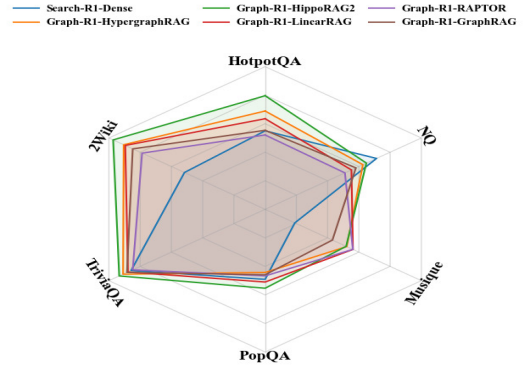 Search-R1-Dense Graph-R1-HippoRAG2 Graph-R1-RAPTOR
Graph-R1-HypergraphRAG Graph-R1-LinearRAG Graph-R1-GraphRAG
HotpotQA
2Wiki NQ
TriviaQA Musique
PopQA